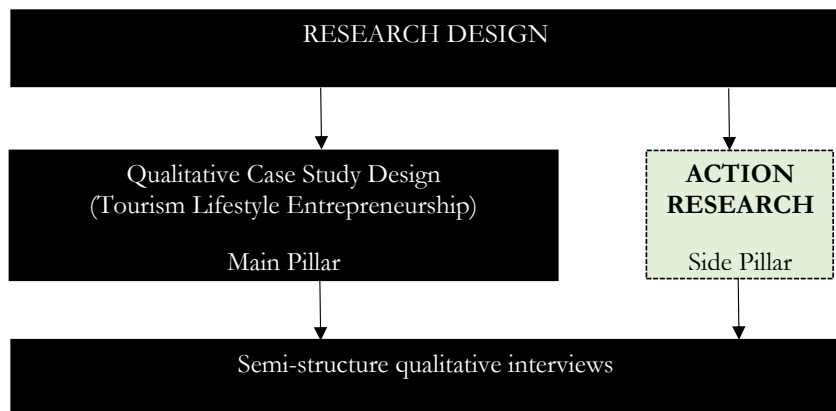 RESEARCH DESIGN
Qualitative Case Study Design
(Tourism Lifestyle Entrepreneurship)
Main Pillar
ACTION
RESEARCH
Side Pillar
Semi-structure qualitative interviews